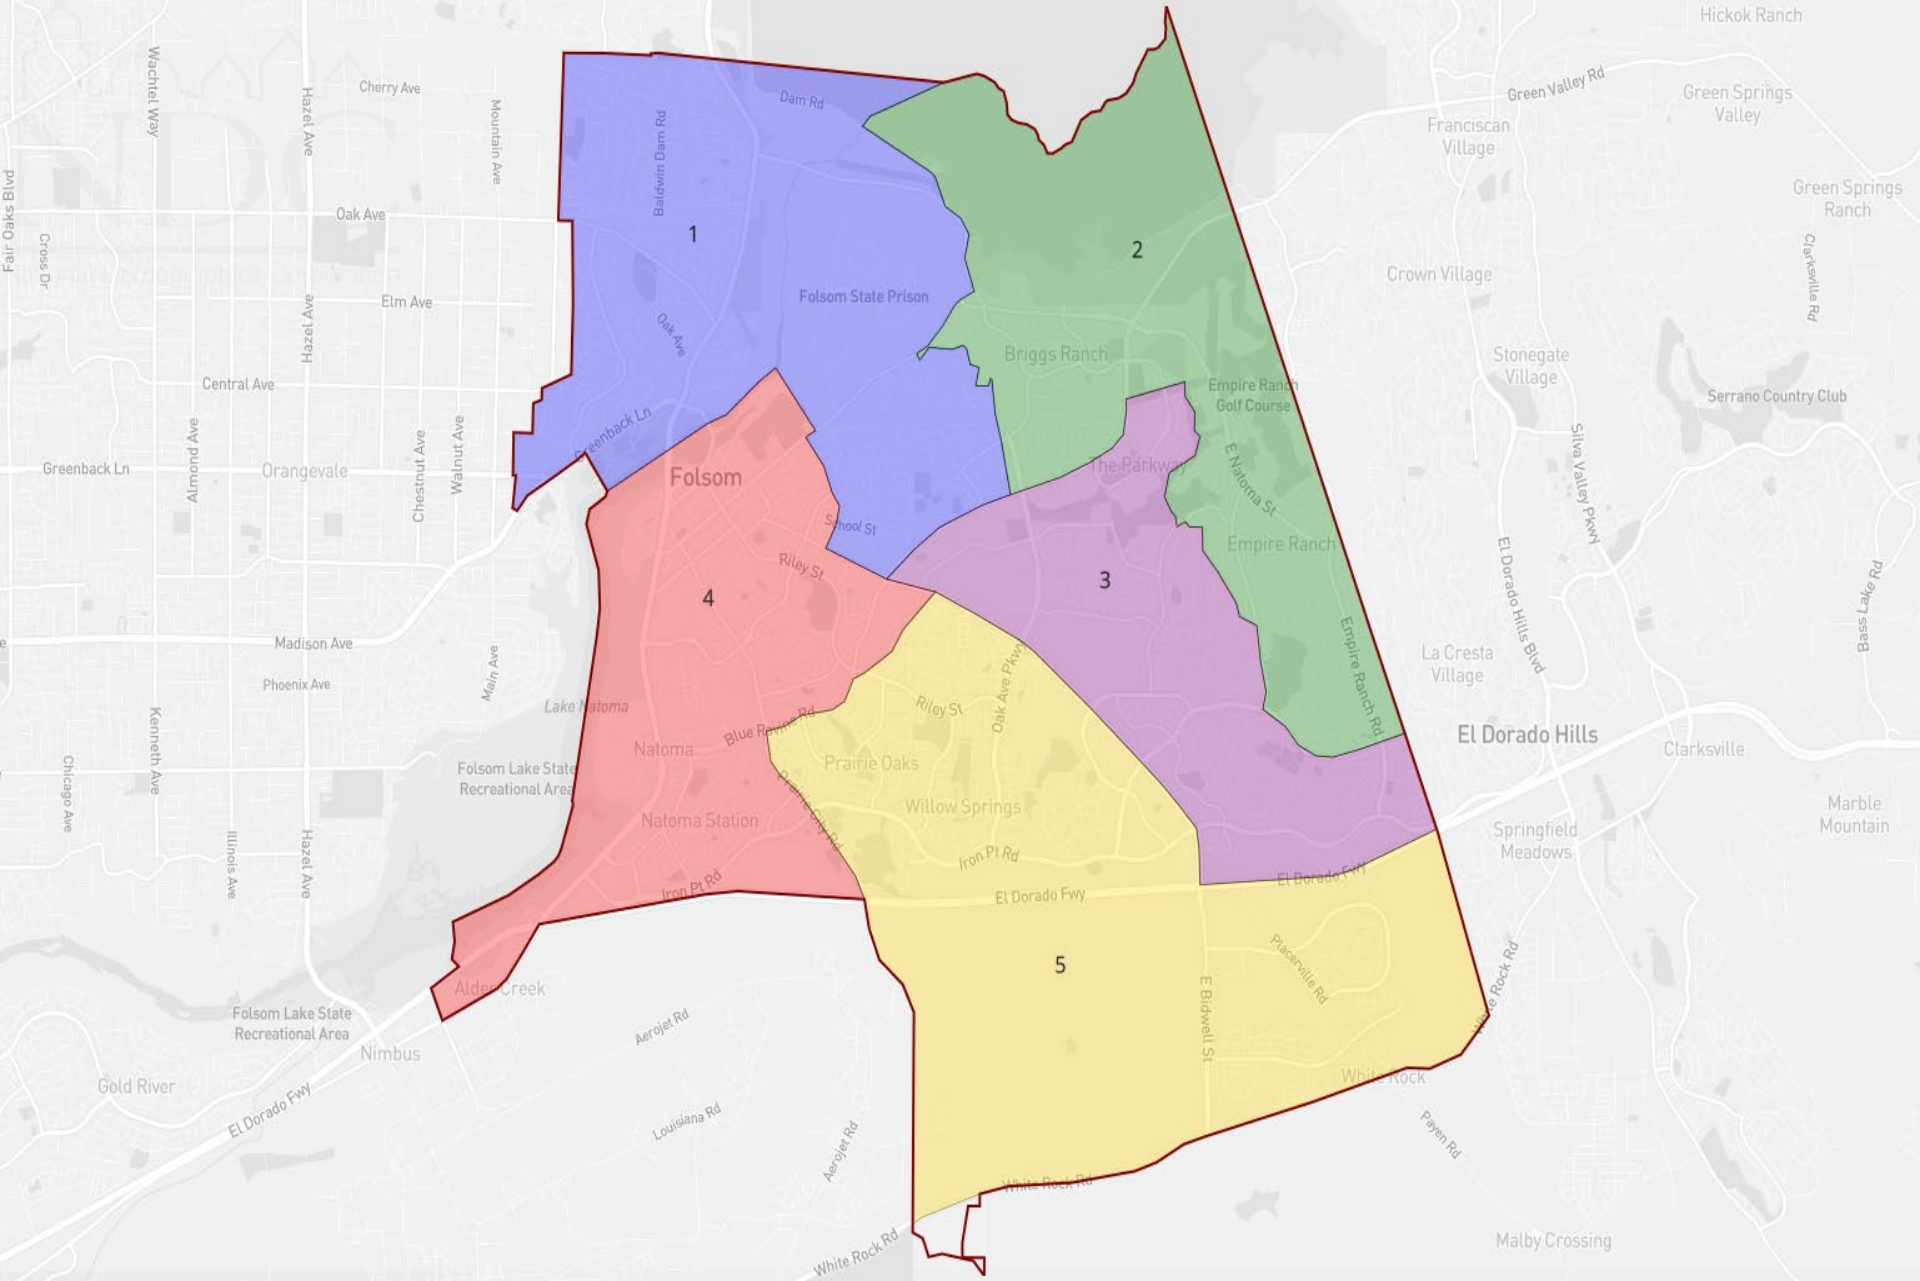 Hickok Ranch
Green Valley Rd
Green Springs
Valley
Franciscan
Village
Green Springs
Ranch
Cherry Ave
Wachtel Way
Hazel Ave
Mountain Ave
Baldwin Dam Rd
Dam Rd
NDC
Fair Oaks Blvd
Oak Ave
Cross Dr
1
2
Clarksville Rd
Crown Village
Elm Ave
Folsom State Prison
Hazel Ave
Oak Ave
Briggs Ranch
Stonegate
Village
Central Ave
Empire Ranch
Golf Course
Serrano Country Club
Greenback Ln
Almond Ave
Chestnut Ave
Walnut Ave
Greenback Ln
Orangevale
Folsom
The Parkway
E Natoma St
Silva Valley Pkwy
School St
Empire Ranch
Riley St
3
4
El Dorado Hills Blvd
Bass Lake Rd
Madison Ave
Main Ave
Phoenix Ave
Lake Natoma
Oak Ave Pkwy
Empire Ranch Rd
La Cresta
Village
Riley St
Blue Ravine Rd
Natoma
El Dorado Hills
Clarksville
Kenneth Ave
Chicago Ave
Folsom Lake State
Recreational Area
Prairie Oaks
Prairie City Rd
Willow Springs
Natoma Station
Marble
Mountain
Springfield
Meadows
Illinois Ave
Hazel Ave
Iron Pt Rd
Iron Pt Rd
El Dorado Fwy
El Dorado Fwy
5
Placerville Rd
White Rock Rd
Alder Creek
E Bidwell St
Folsom Lake State
Recreational Area
Aerojet Rd
Nimbus
Gold River
White Rock
El Dorado Fwy
Louisiana Rd
Aerojet Rd
Payen Rd
White Rock Rd
White Rock Rd
Malby Crossing